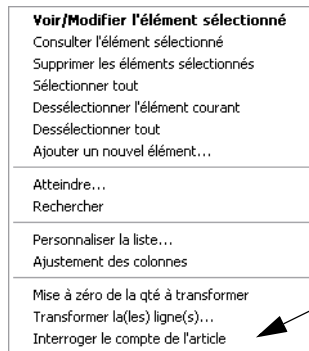 Voir/Modifier l'élément sélectionné
Consulter l'élément sélectionné
Supprimer les éléments sélectionnés
Sélectionner tout
Dessélectionner l'élément courant
Dessélectionner tout
Ajouter un nouvel élément...
Atteindre...
Rechercher
Personnaliser la liste...
Ajustement des colonnes
Mise à zéro de la qté à transformer
Transformer la(les) ligne(s)...
Interroger le compte de l'article